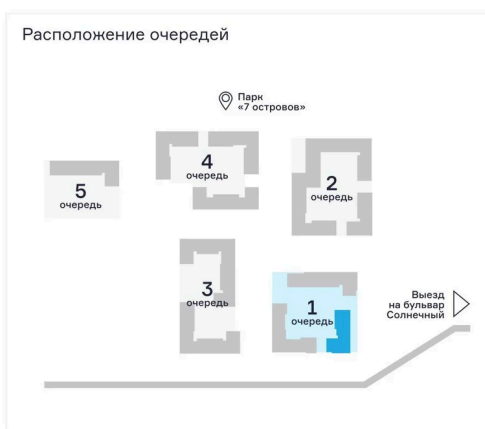 Расположение очередей
Парк
«7 островов»
4
очередь
5
очередь
2
очередь
3
очередь
1
очередь
Выезд
на бульвар
Солнечный